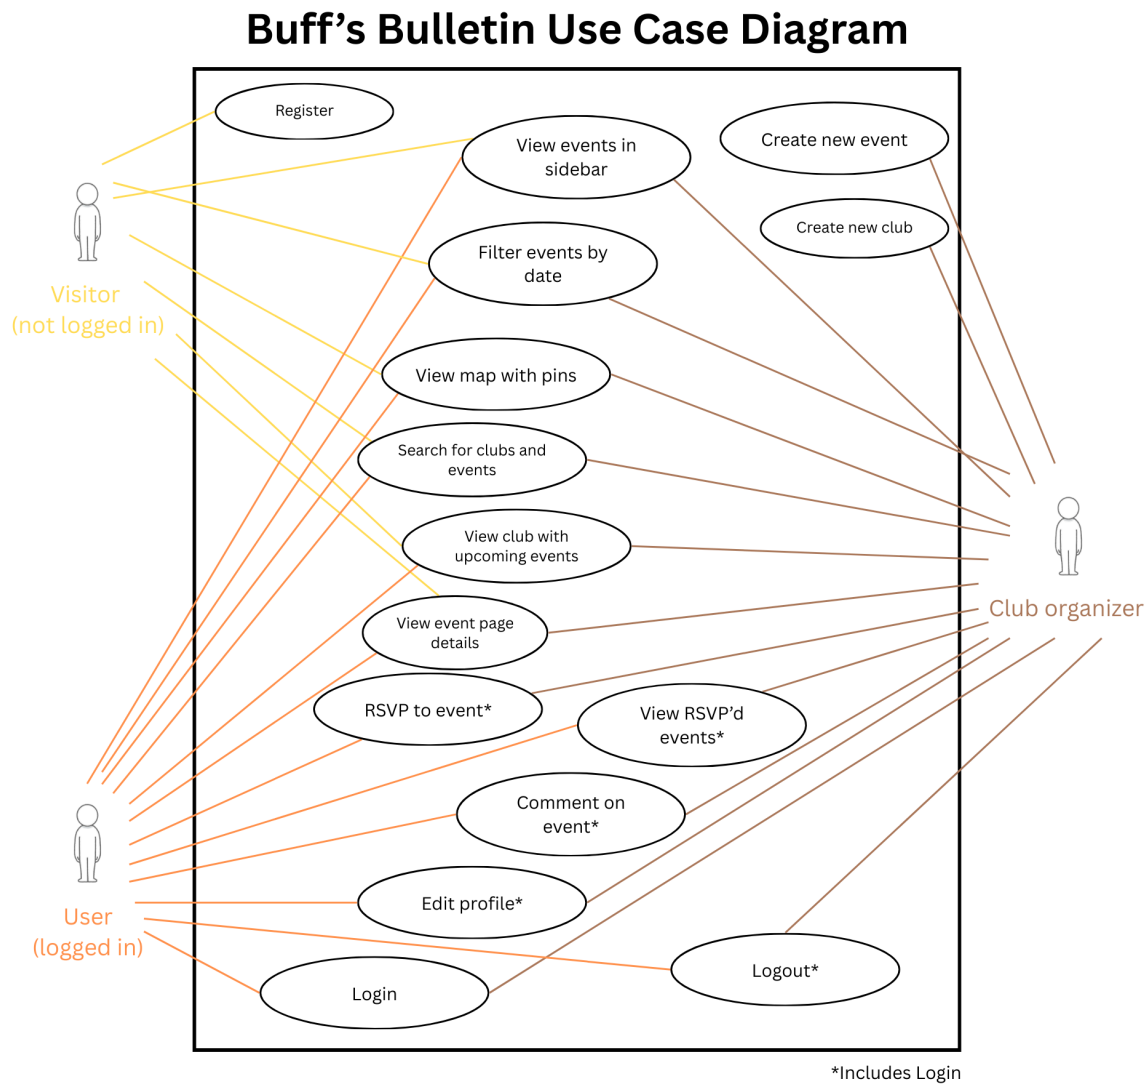 Buff’s Bulletin Use Case Diagram
Register
View events in
sidebar
Create new event
Create new club
Filter events by
date
Visitor
(not logged in)
View map with pins
Search for clubs and
events
View club with
upcoming events
Club organizer
View event page
details
RSVP to event*
View RSVP’d
events*
Comment on
event*
Edit profile*
User
(logged in)
Logout*
Login
*Includes Login